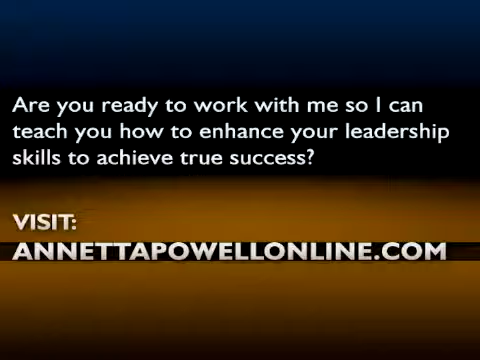 Are you ready to work with me so I can
teach you how to enhance your leadership
skills to achieve true success?
VISIT:
ANNETTAPOWELLONLINE.COM